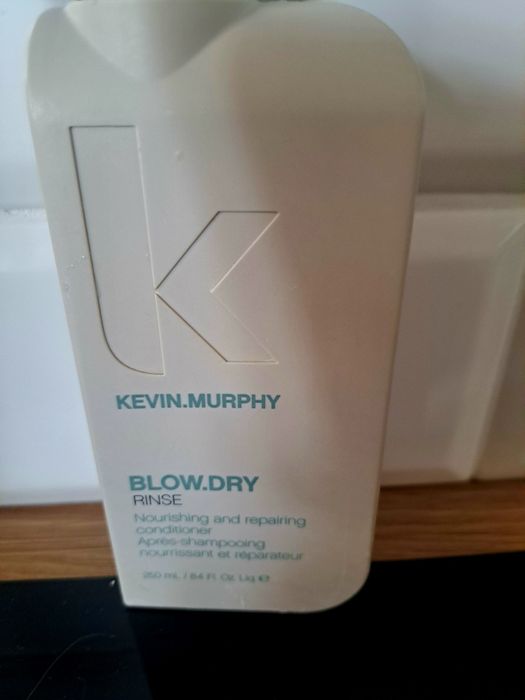 k
KEVIN.MURPHY
BLOW.DRY
RINSE
Nourishing and repairing
conditioner
Après-shampooing
nourrissant et réparateur
250 mL / 8.4 Fl. Oz. Liq. e